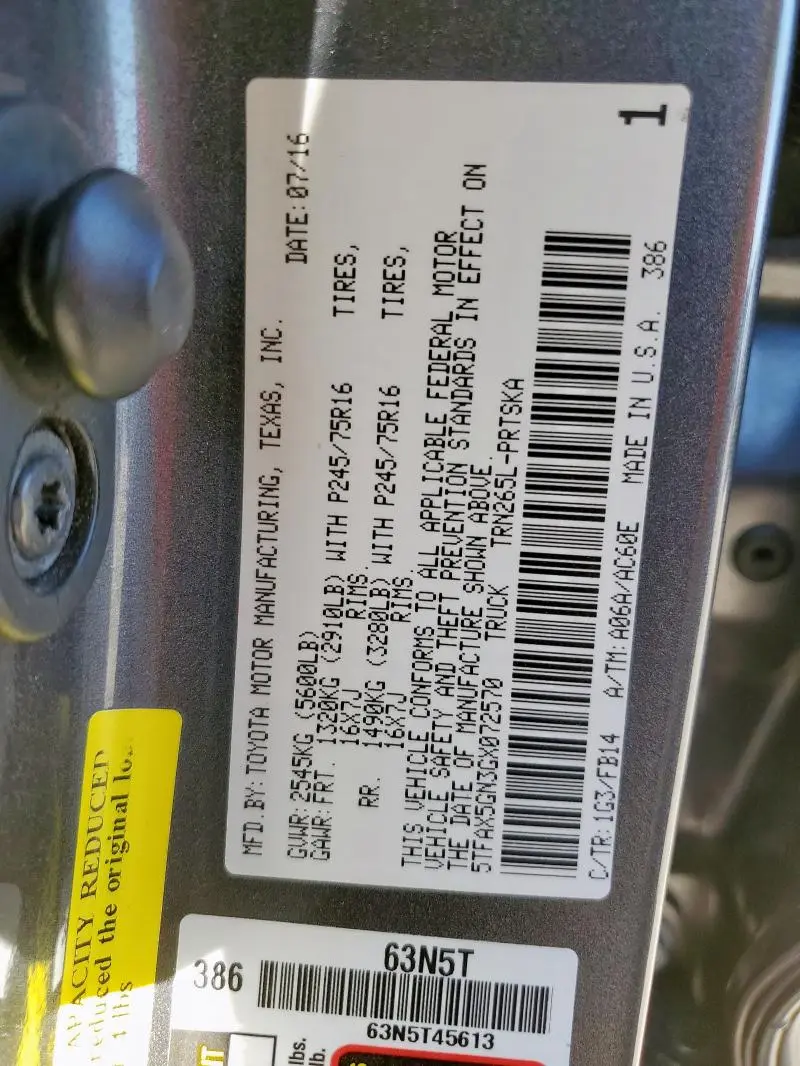 MFD.BY:TOYOTA MOTOR MANUFACTURING, TEXAS, INC. DATE:07/16
GVWR:2545KG (5600LB)
GAWR:FRT. 1320KG (2910LB) WITH P245/75R16 TIRES,
16X7J RIMS
RR. 1490KG (3280LB) WITH P245/75R16 TIRES,
16X7J RIMS
THIS VEHICLE CONFORMS TO ALL APPLICABLE FEDERAL MOTOR
VEHICLE SAFETY AND THEFT PREVENTION STANDARDS IN EFFECT ON
THE DATE OF MANUFACTURE SHOWN ABOVE.
5TFAX5GN3GX072570 TRUCK TRN265L-PRTSKA
C/TR:1G3/FB14 A/TM:A06A/AC60E MADE IN U.S.A. 386
1
APACITY REDUCED
reduced the original
lbs
386
63N5T
63N5T45613
lbs.
lb.